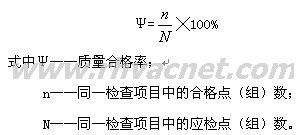 Ψ=n/N×100%
式中Ψ——质量合格率;
n——同一检查项目中的合格点（组）数;
N——同一检查项目中的应检点（组）数。